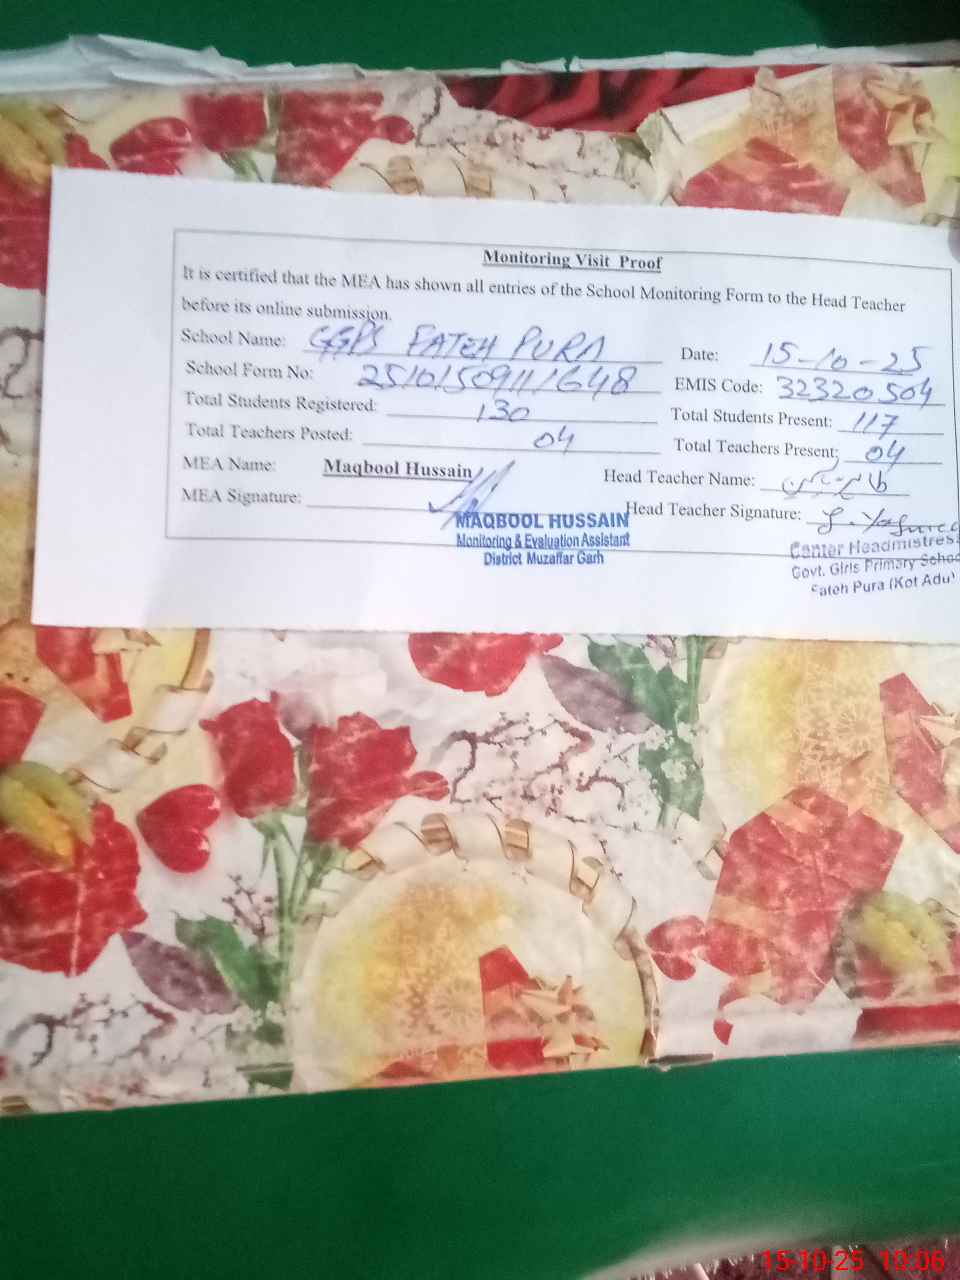 Monitoring Visit Proof
It is certified that the MEA has shown all entries of the School Monitoring Form to the Head Teacher
before its online submission.
School Name: GGPS FATEH PURA Date: 15-10-25
School Form No: EMIS Code: 32320504
Total Students Registered: 130 Total Students Present: 117
Total Teachers Posted: 04 Total Teachers Present: 04
MEA Name: Maqbool Hussain Head Teacher Name:
MEA Signature: Head Teacher Signature:
MAQBOOL HUSSAIN
Monitoring & Evaluation Assistant
District Muzaffar Garh
Center Headmistres
Govt. Girls Primary Schoo
Fateh Pura (Kot Adu)
15-10-25 10:06